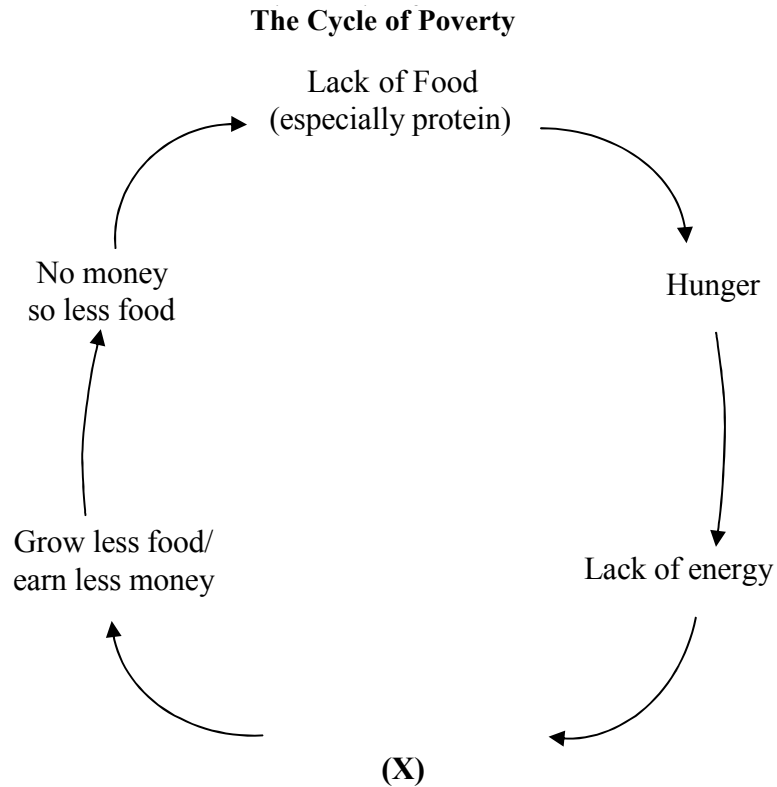 The Cycle of Poverty
Lack of Food
(especially protein)
Hunger
Lack of energy
(X)
Grow less food/
earn less money
No money
so less food